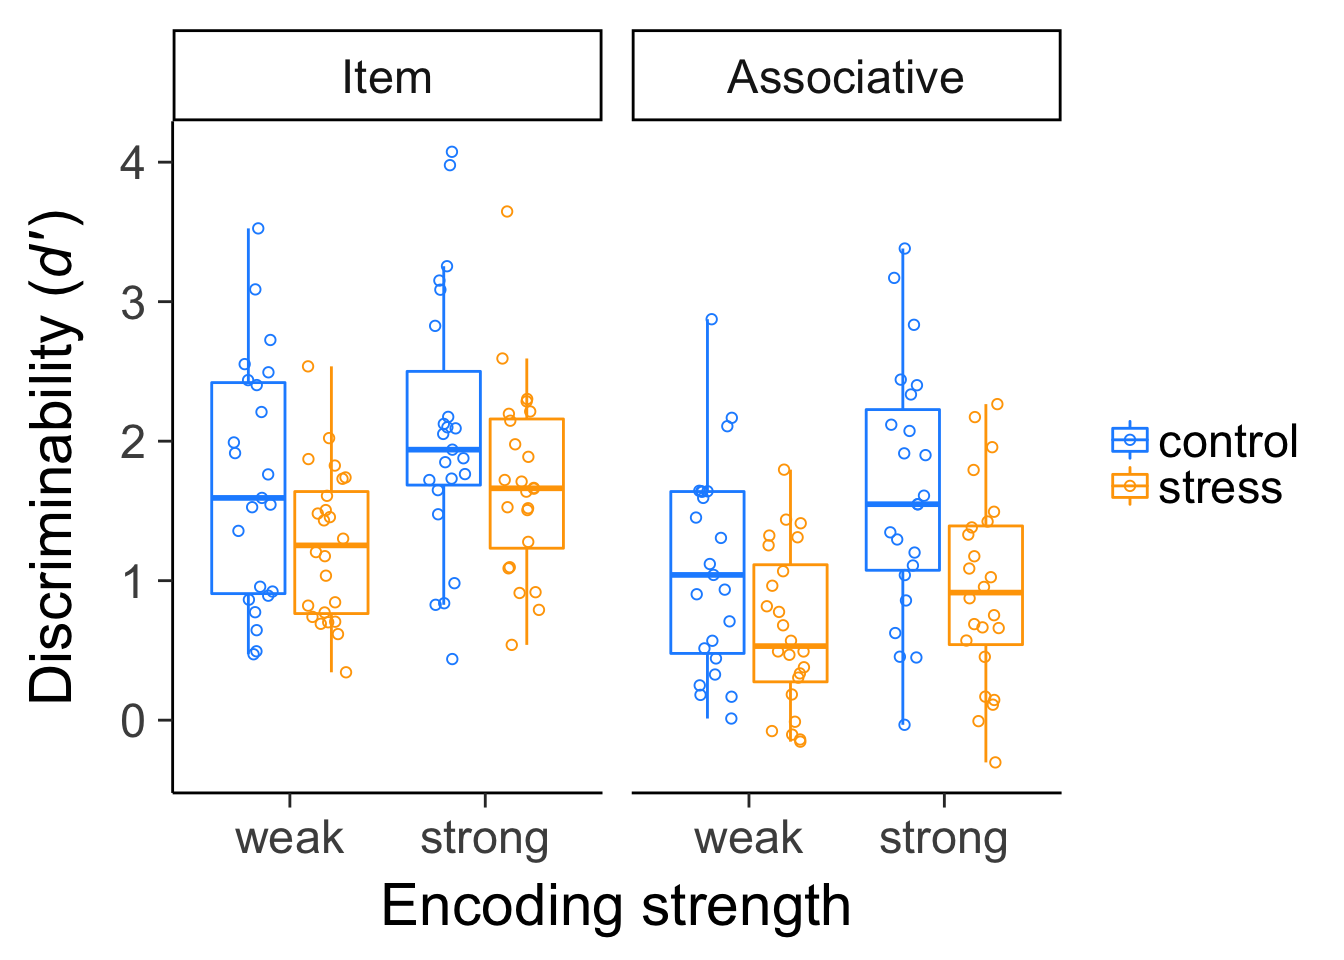 Item
Associative
Discriminability (d')
4
3
2
1
0
weak
strong
weak
strong
Encoding strength
control
stress